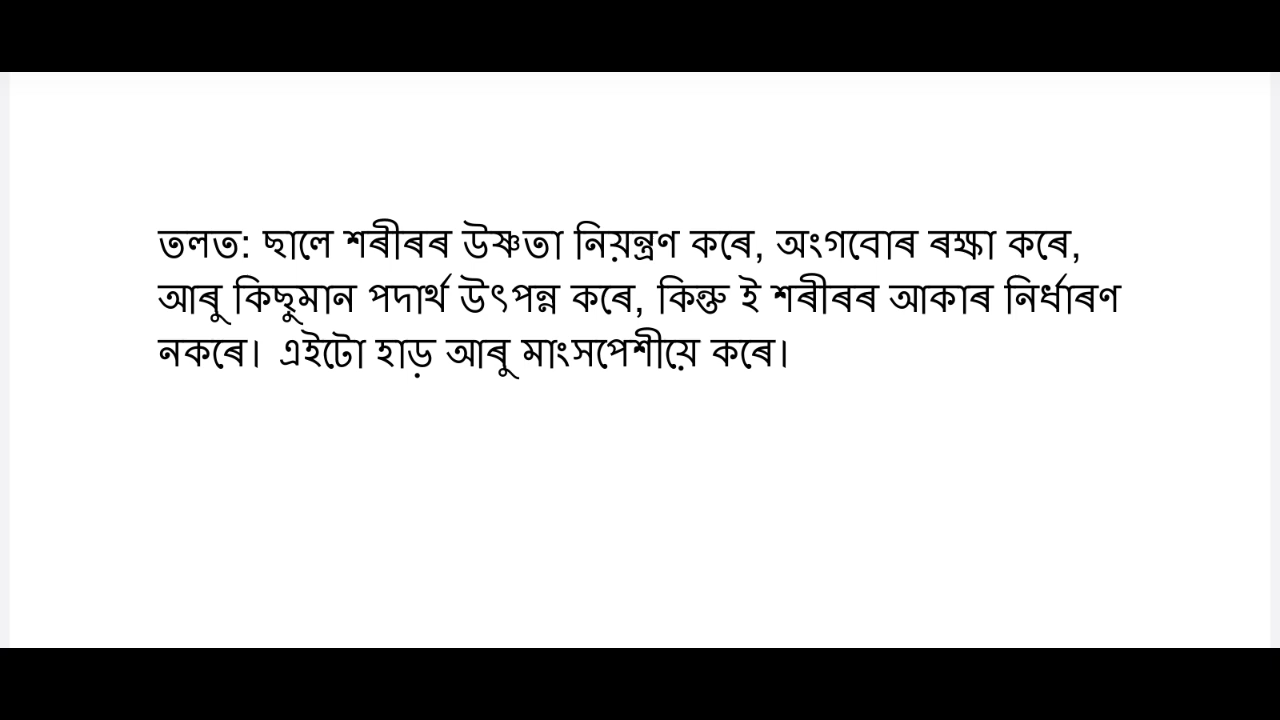 তলত: ছালে শৰীৰৰ উষ্ণতা নিয়ন্ত্ৰণ কৰে, অংগবোৰ ৰক্ষা কৰে,
আৰু কিছুমান পদাৰ্থ উৎপন্ন কৰে, কিন্তু ই শৰীৰৰ আকাৰ নিৰ্ধাৰণ
নকৰে। এইটো হাড় আৰু মাংসপেশীয়ে কৰে।